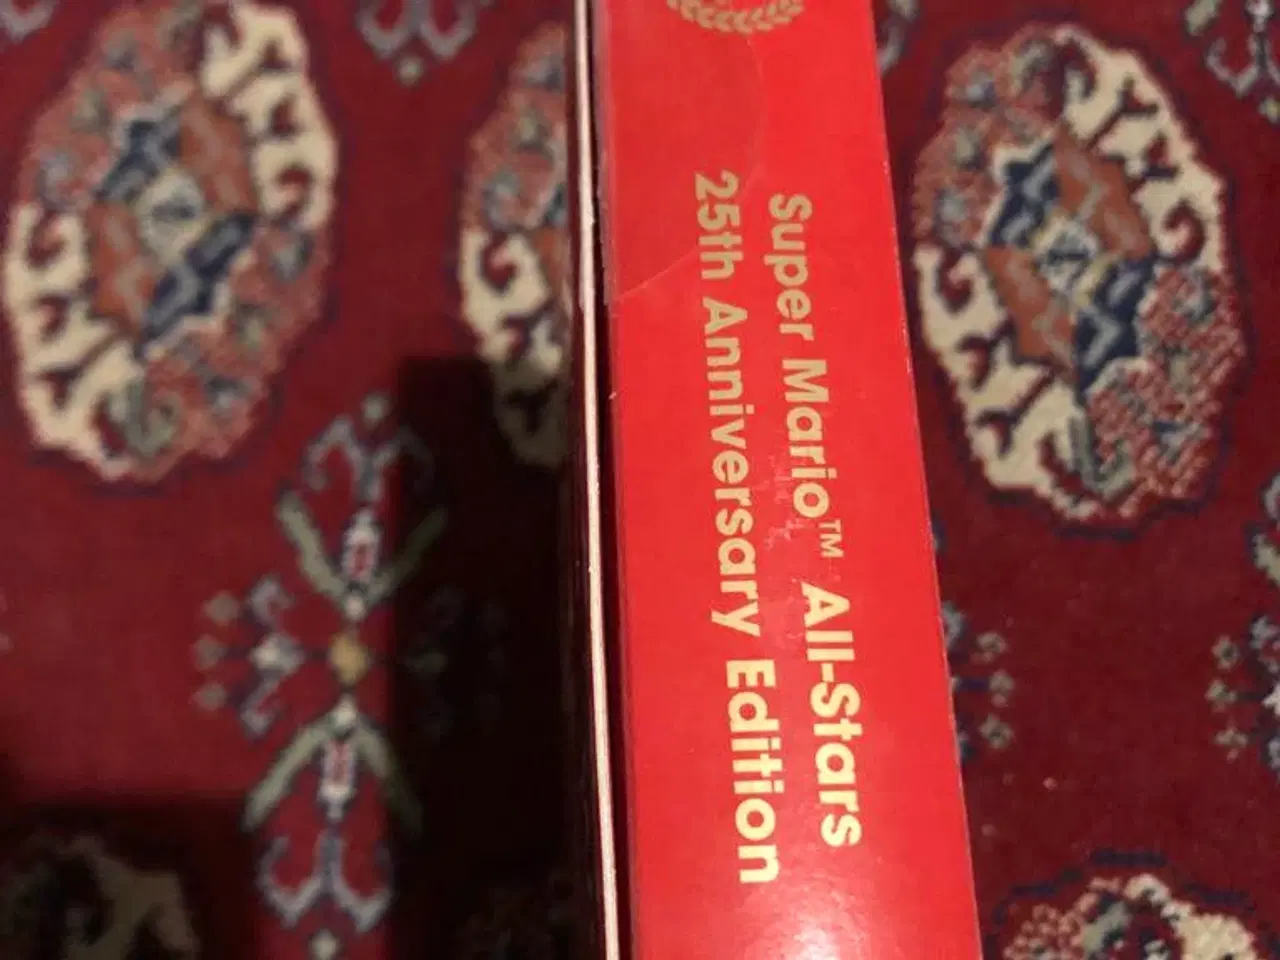 Super Mario™ All-Stars
25th Anniversary Edition